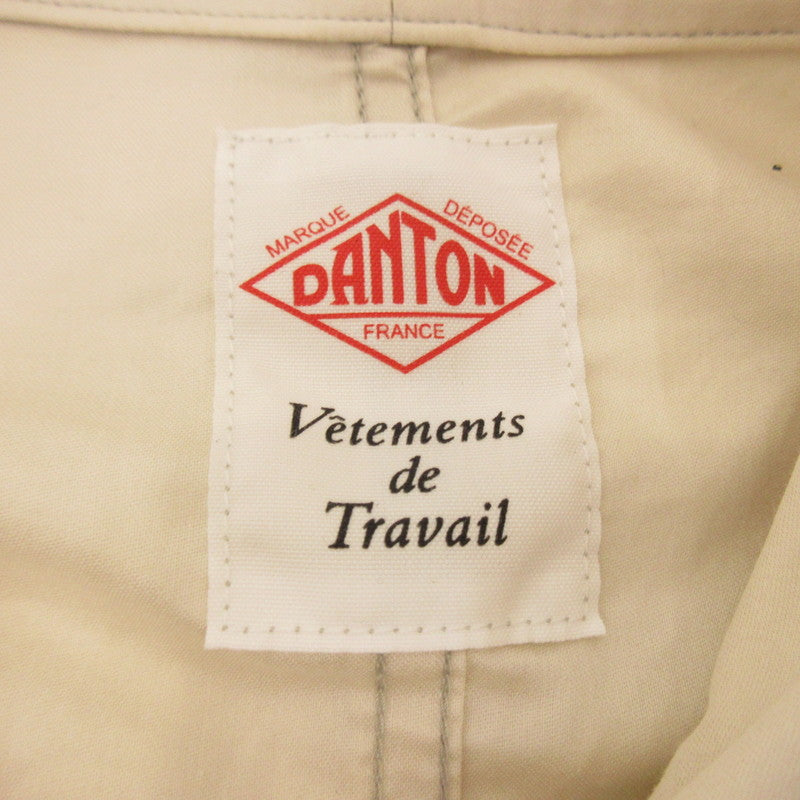 MARQUE DÉPOSÉE
DANTON
FRANCE
Vêtements
de
Travail